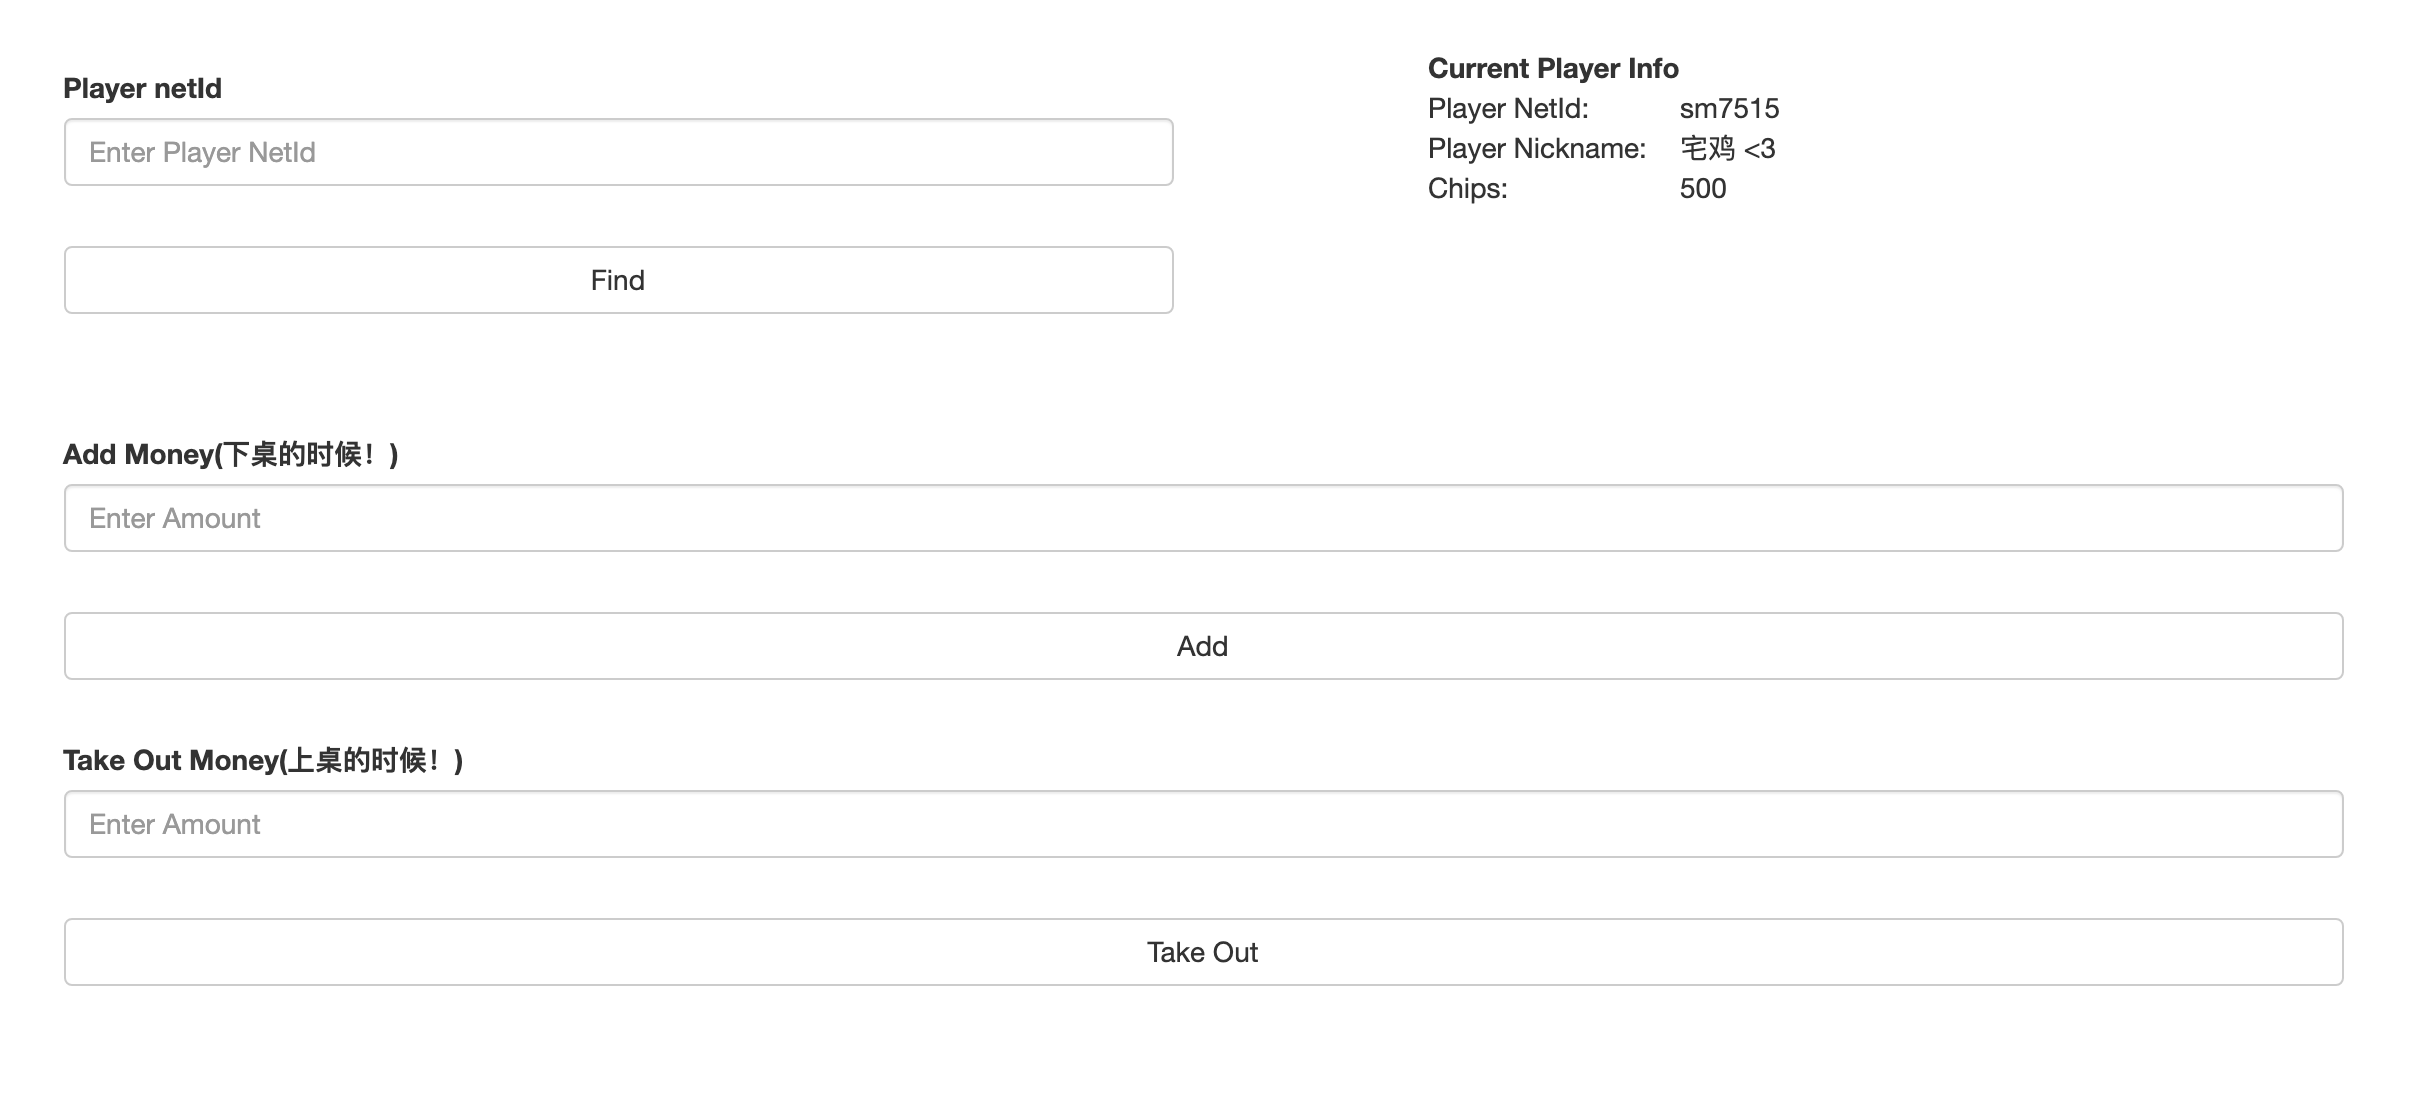 Player netId
Enter Player NetId
Find
Current Player Info
Player NetId: sm7515
Player Nickname: 宅鸡 <3
Chips: 500
Add Money(下桌的时候！)
Enter Amount
Add
Take Out Money(上桌的时候！)
Enter Amount
Take Out